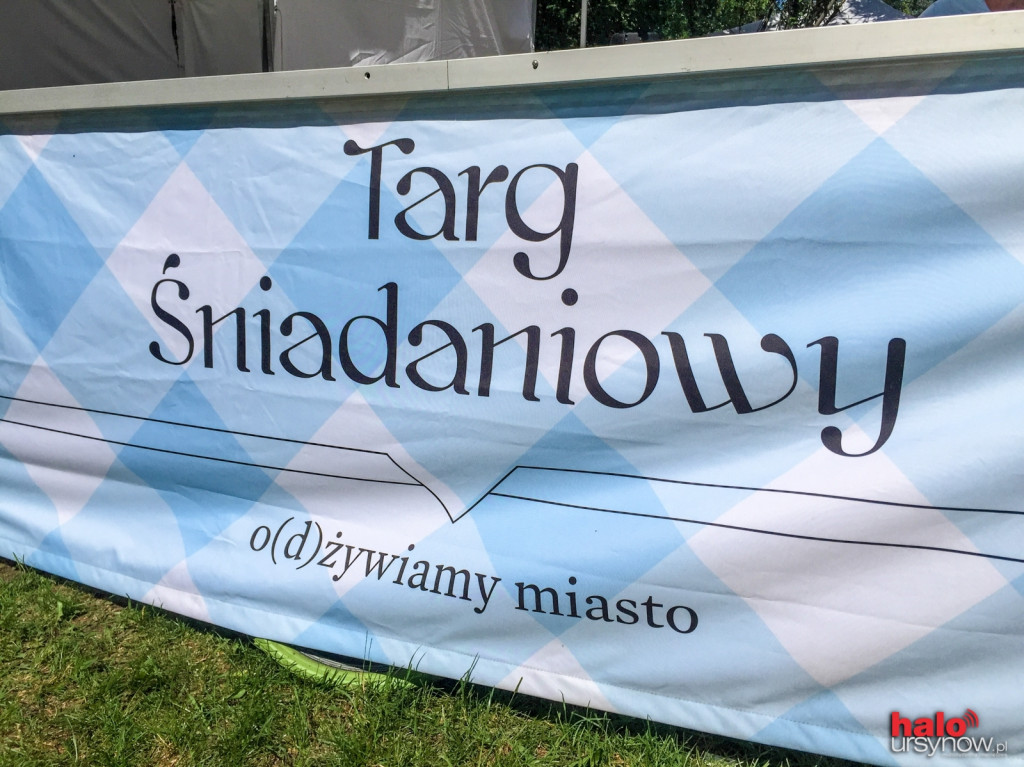 Targ
Śniadaniowy
o(d)żywiamy miasto
halo
ursynow.pl